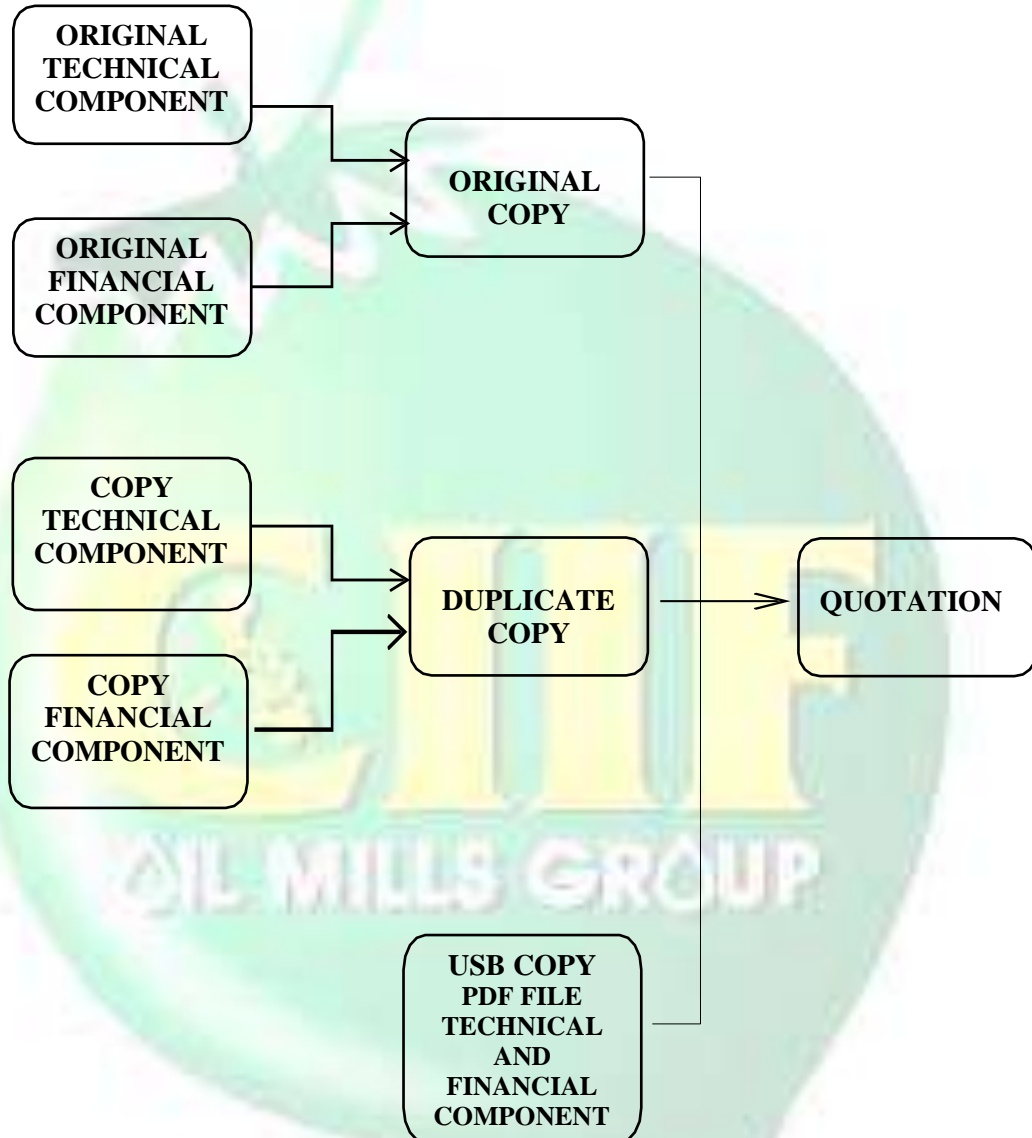 ORIGINAL
TECHNICAL
COMPONENT
ORIGINAL
COPY
ORIGINAL
FINANCIAL
COMPONENT
COPY
TECHNICAL
COMPONENT
DUPLICATE
COPY
QUOTATION
COPY
FINANCIAL
COMPONENT
CIIF
OIL MILLS GROUP
USB COPY
PDF FILE
TECHNICAL
AND
FINANCIAL
COMPONENT